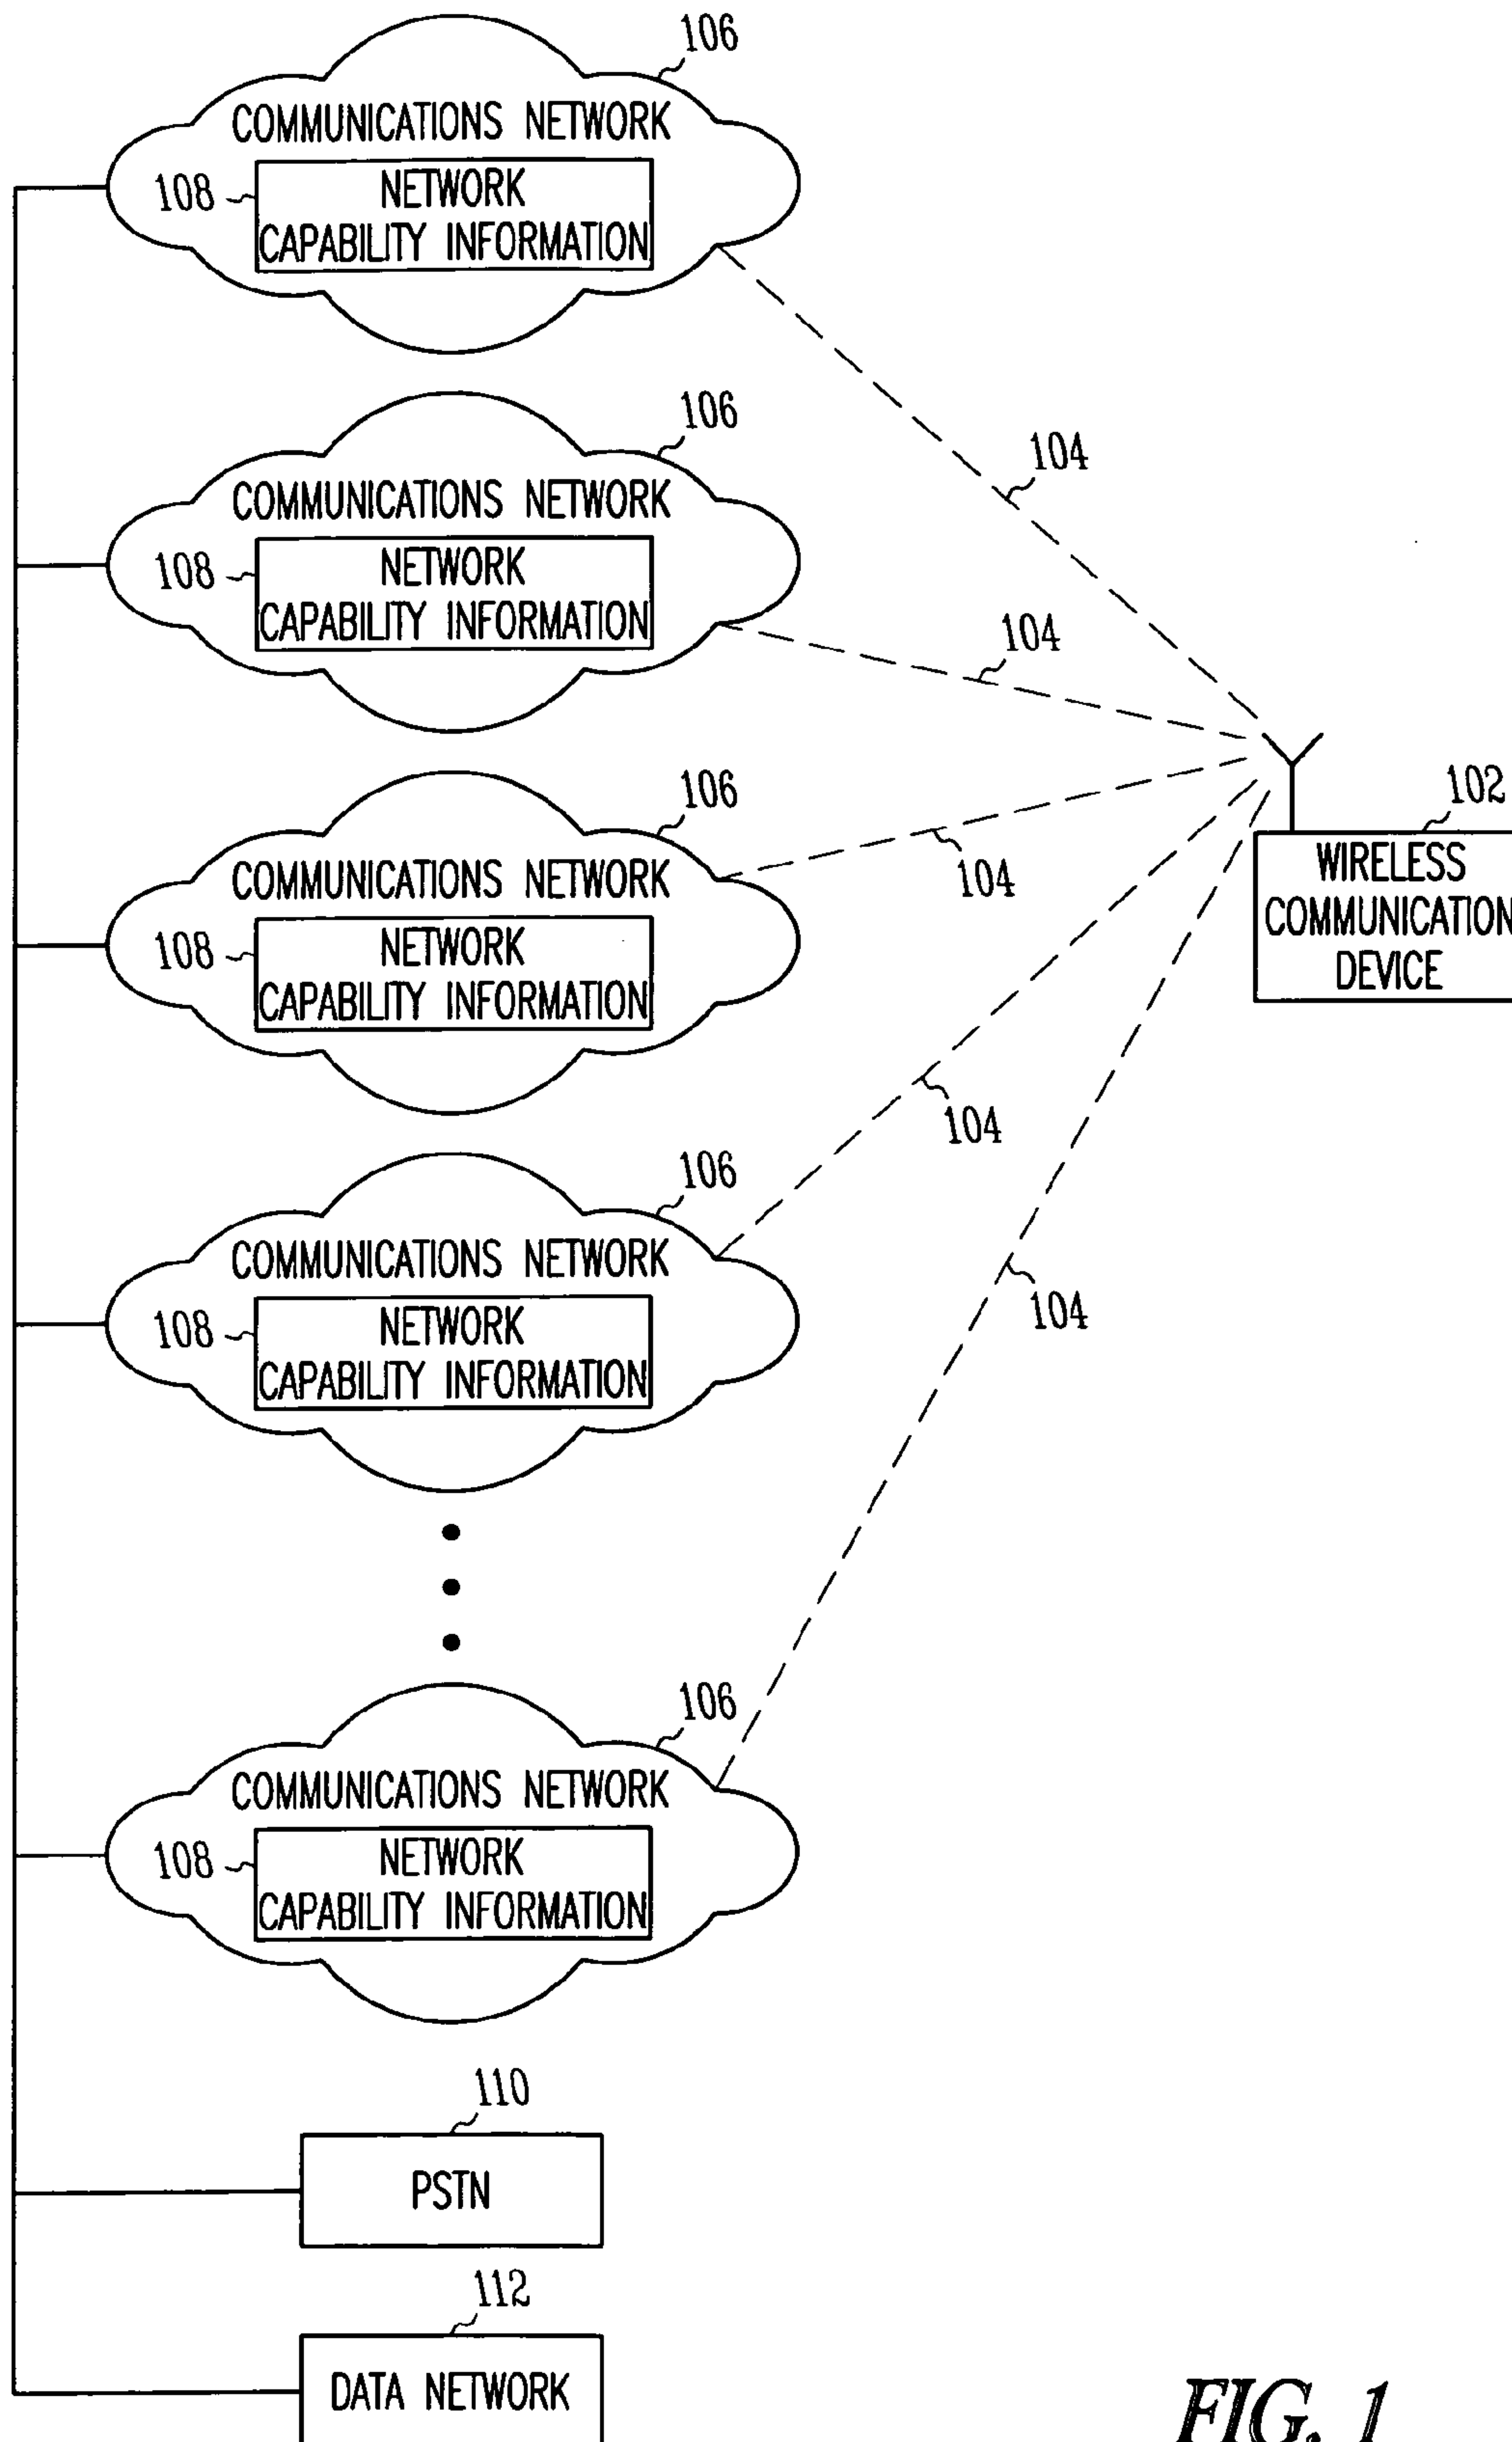 106
COMMUNICATIONS NETWORK
108
NETWORK
CAPABILITY INFORMATION
104
106
COMMUNICATIONS NETWORK
108
NETWORK
CAPABILITY INFORMATION
104
106
COMMUNICATIONS NETWORK
108
NETWORK
CAPABILITY INFORMATION
104
102
WIRELESS
COMMUNICATION
DEVICE
106
COMMUNICATIONS NETWORK
108
NETWORK
CAPABILITY INFORMATION
104
104
106
COMMUNICATIONS NETWORK
108
NETWORK
CAPABILITY INFORMATION
110
PSTN
112
DATA NETWORK
FIG. 1